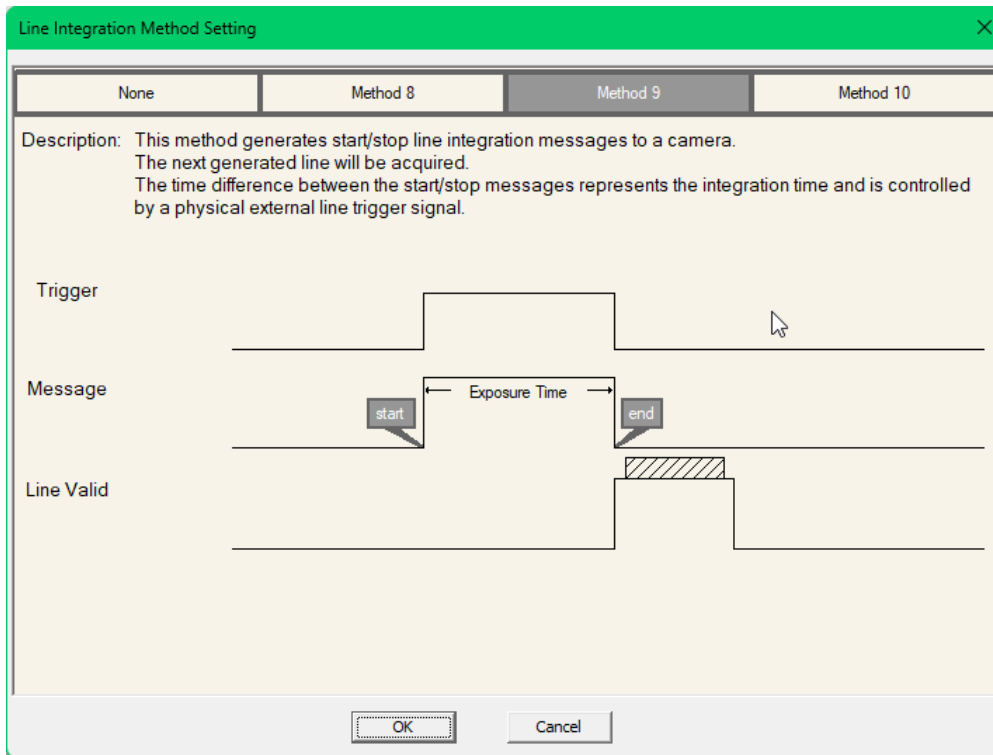 Line Integration Method Setting
None
Method 8
Method 9
Method 10
Description: This method generates start/stop line integration messages to a camera.
The next generated line will be acquired.
The time difference between the start/stop messages represents the integration time and is controlled
by a physical external line trigger signal.
Trigger
Message
Exposure Time
start
end
Line Valid
OK
Cancel